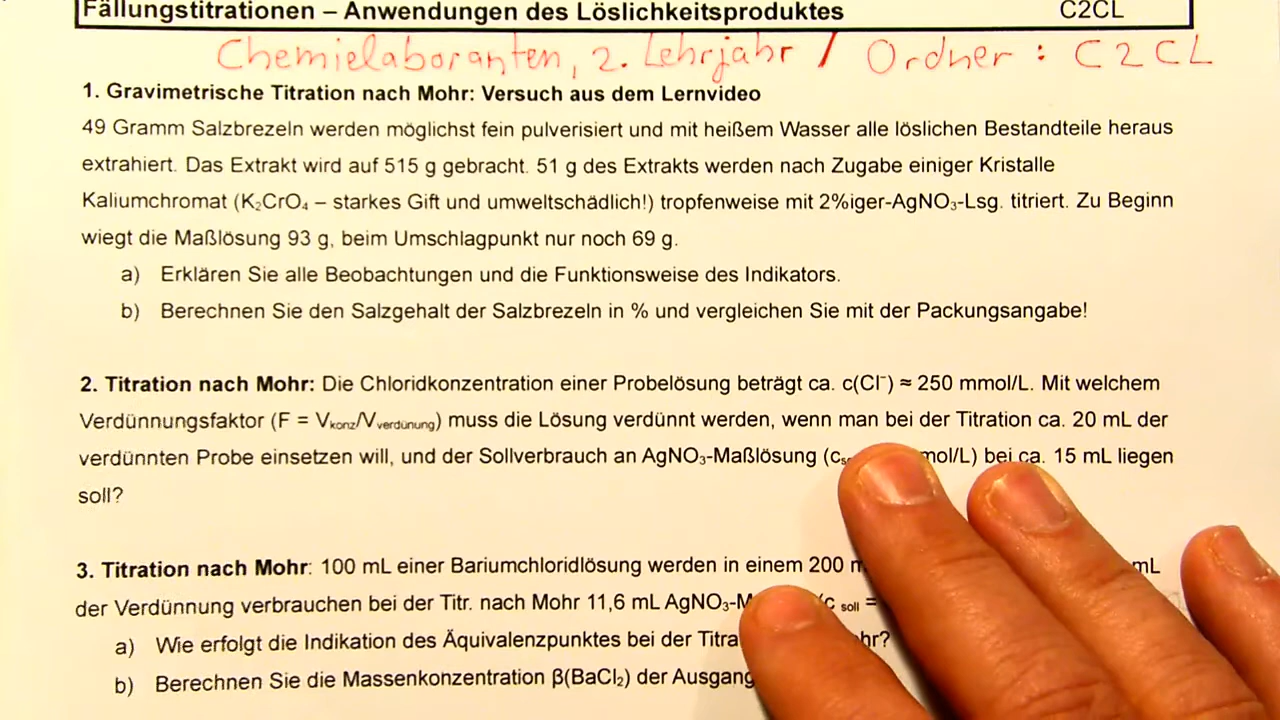 Fällungstitrationen – Anwendungen des Löslichkeitsproduktes C2CL
Chemielaboranten, 2. Lehrjahr / Ordner : C2CL
1. Gravimetrische Titration nach Mohr: Versuch aus dem Lernvideo
49 Gramm Salzbrezeln werden möglichst fein pulverisiert und mit heißem Wasser alle löslichen Bestandteile heraus
extrahiert. Das Extrakt wird auf 515 g gebracht. 51 g des Extrakts werden nach Zugabe einiger Kristalle
Kaliumchromat (K₂CrO₄ – starkes Gift und umweltschädlich!) tropfenweise mit 2%iger-AgNO₃-Lsg. titriert. Zu Beginn
wiegt die Maßlösung 93 g, beim Umschlagpunkt nur noch 69 g.
a) Erklären Sie alle Beobachtungen und die Funktionsweise des Indikators.
b) Berechnen Sie den Salzgehalt der Salzbrezeln in % und vergleichen Sie mit der Packungsangabe!
2. Titration nach Mohr: Die Chloridkonzentration einer Probelösung beträgt ca. c(Cl⁻) ≈ 250 mmol/L. Mit welchem
Verdünnungsfaktor (F = Vkonz/Vverdünung) muss die Lösung verdünnt werden, wenn man bei der Titration ca. 20 mL der
verdünnten Probe einsetzen will, und der Sollverbrauch an AgNO₃-Maßlösung mol/L) bei ca. 15 mL liegen
soll?
3. Titration nach Mohr: 100 mL einer Bariumchloridlösung werden in einem 200 mL
der Verdünnung verbrauchen bei der Titr. nach Mohr 11,6 mL (c soll =
a) Wie erfolgt die Indikation des Äquivalenzpunktes bei der
b) Berechnen Sie die Massenkonzentration β(BaCl₂) der